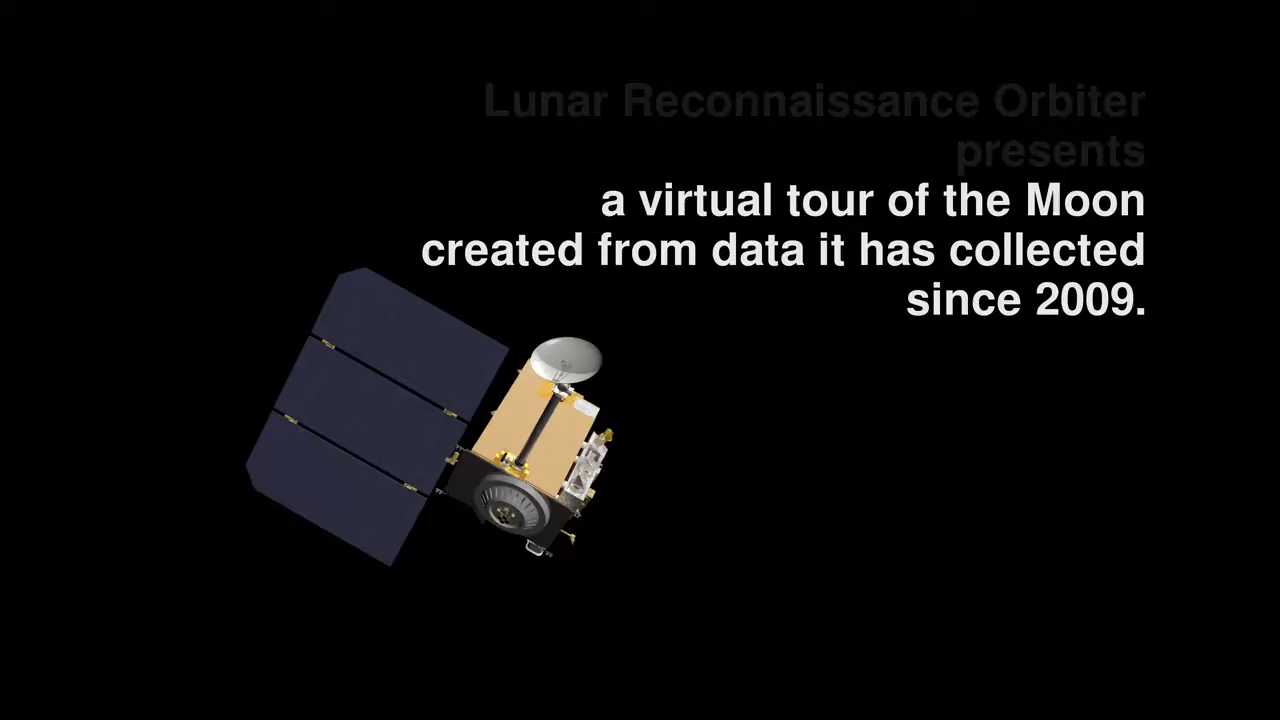 Lunar Reconnaissance Orbiter
presents
a virtual tour of the Moon
created from data it has collected
since 2009.